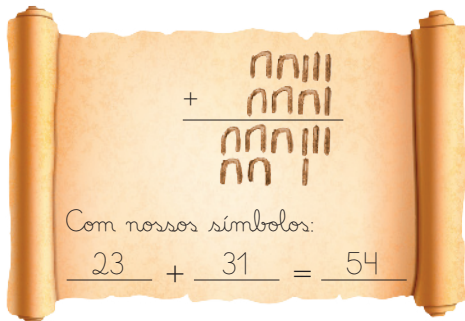 ∩∩|||
+ ∩∩∩|
∩∩∩|||
∩∩ |
Com nossos símbolos:
23 + 31 = 54